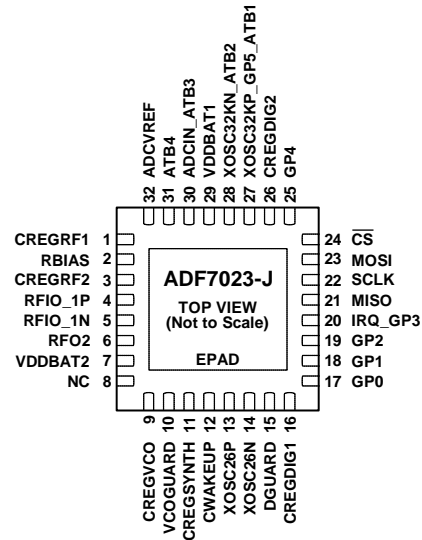 32 ADCVREF
31 ATB4
30 ADCIN_ATB3
29 VDDBAT1
28 XOSC32KN_ATB2
27 XOSC32KP_GP5_ATB1
26 CREGDIG2
25 GP4
CREGRF1 1
RBIAS 2
CREGRF2 3
RFIO_1P 4
RFIO_1N 5
RFO2 6
VDDBAT2 7
NC 8
ADF7023-J
TOP VIEW
(Not to Scale)
EPAD
24 CS
23 MOSI
22 SCLK
21 MISO
20 IRQ_GP3
19 GP2
18 GP1
17 GP0
CREGVCO 9
VCOGUARD 10
CREGSYNTH 11
CWAKEUP 12
XOSC26P 13
XOSC26N 14
DGUARD 15
CREGDIG1 16